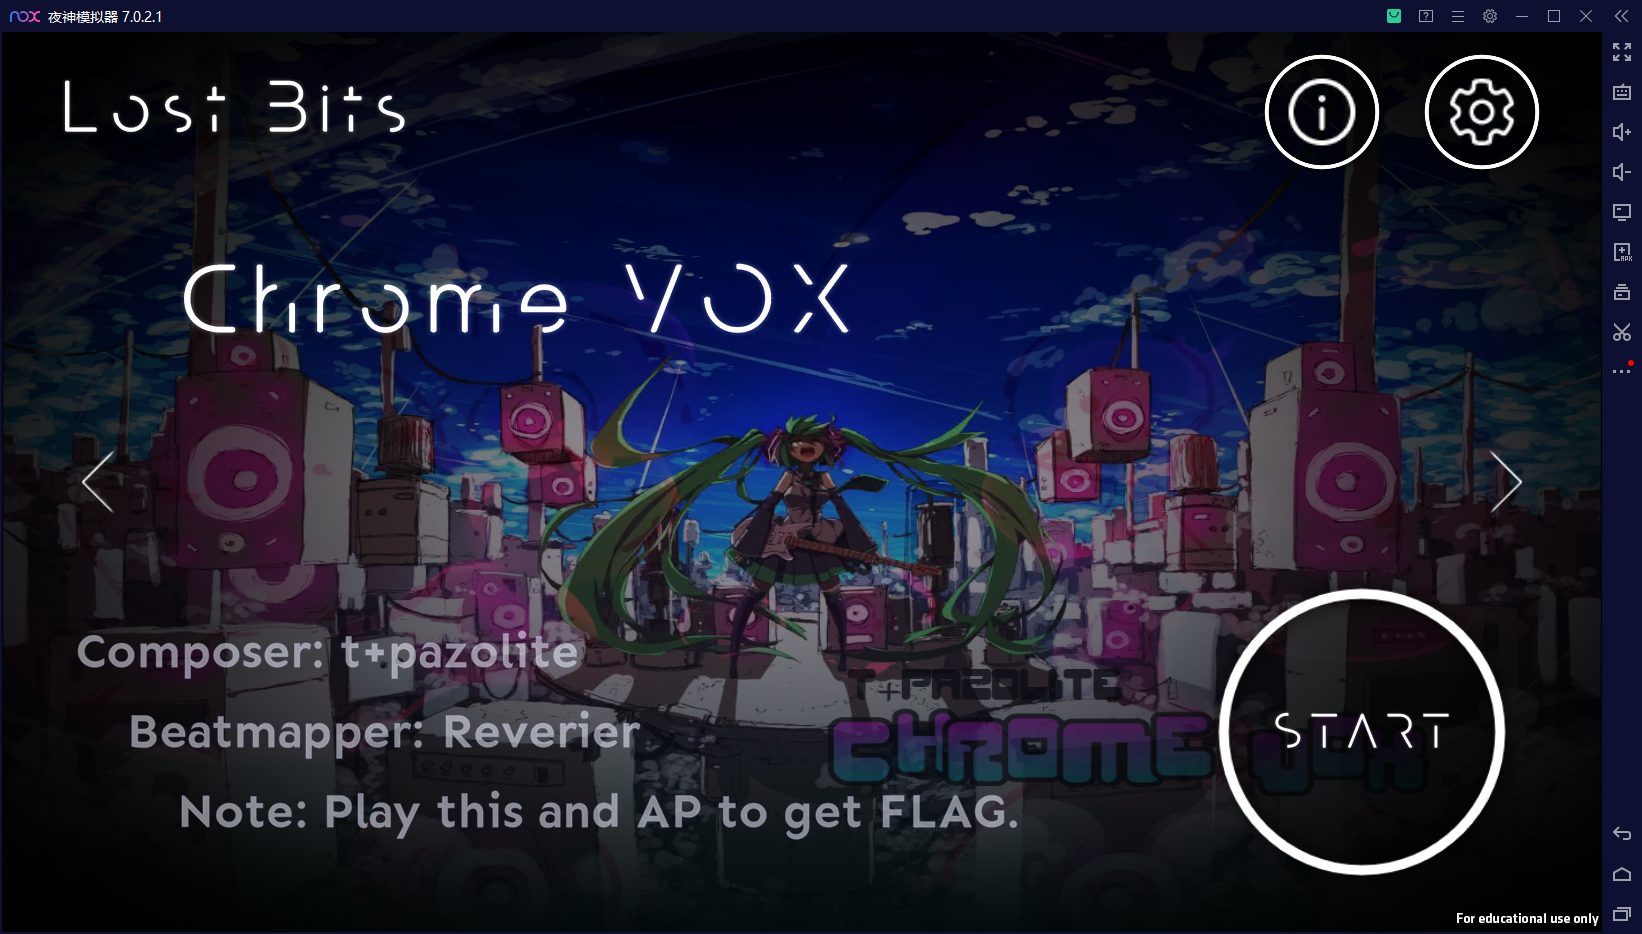 nox 夜神模拟器 7.0.2.1
Lost Bits
Chrome VOX
Composer: t+pazolite
Beatmapper: Reverier
Note: Play this and AP to get FLAG.
T+PAZOLITE
CHROME VOX
START
For educational use only
APK